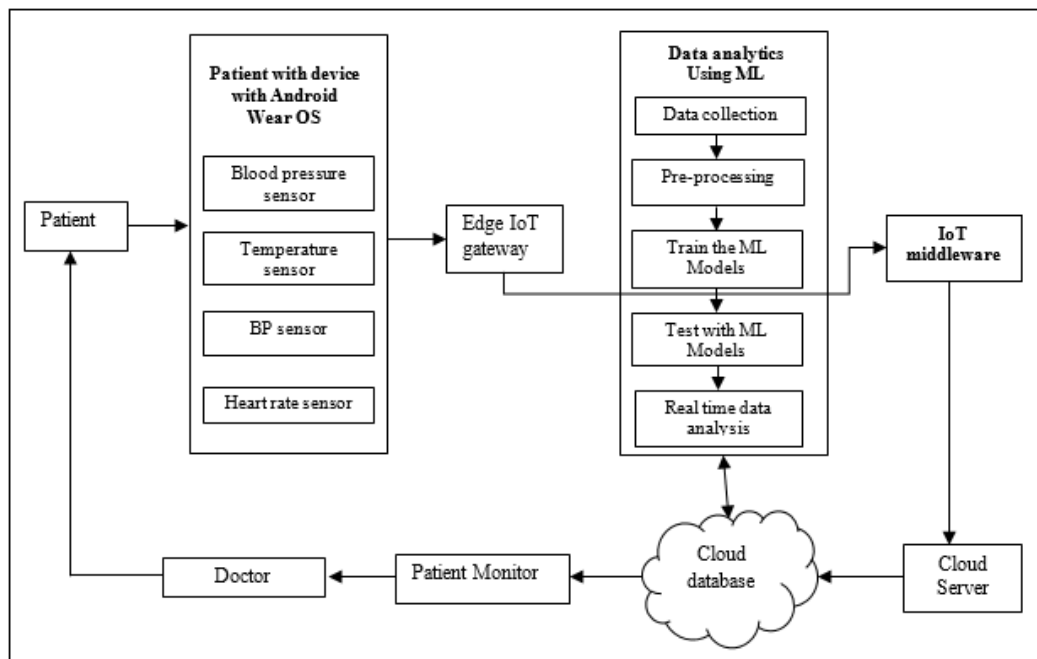 Patient with device
with Android
Wear OS
Blood pressure
sensor
Temperature
sensor
BP sensor
Heart rate sensor
Patient
Edge IoT
gateway
Data analytics
Using ML
Data collection
Pre-processing
Train the ML
Models
Test with ML
Models
Real time data
analysis
IoT
middleware
Doctor
Patient Monitor
Cloud
database
Cloud
Server